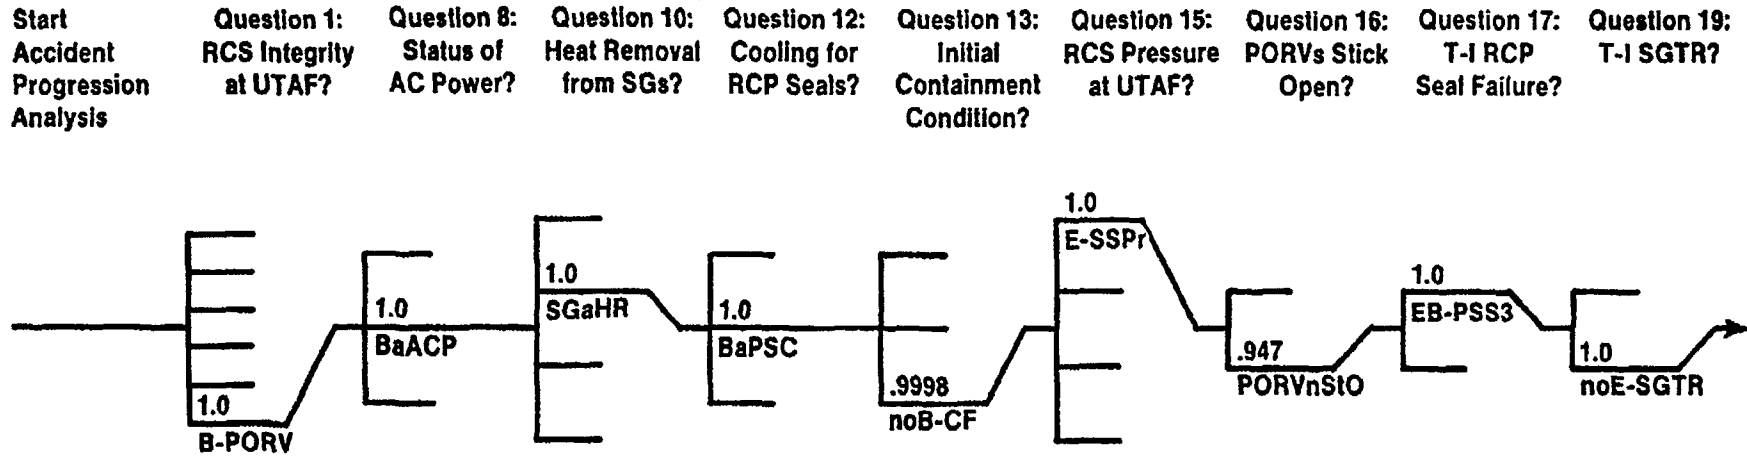 Start
Accident
Progression
Analysis
Question 1:
RCS Integrity
at UTAF?
Question 8:
Status of
AC Power?
Question 10:
Heat Removal
from SGs?
Question 12:
Cooling for
RCP Seals?
Question 13:
Initial
Containment
Condition?
Question 15:
RCS Pressure
at UTAF?
Question 16:
PORVs Stick
Open?
Question 17:
T-I RCP
Seal Failure?
Question 19:
T-I SGTR?
1.0
B-PORV
1.0
BaACP
1.0
SGaHR
1.0
BaPSC
.9998
noB-CF
1.0
E-SSPr
.947
PORVnStO
1.0
EB-PSS3
1.0
noE-SGTR